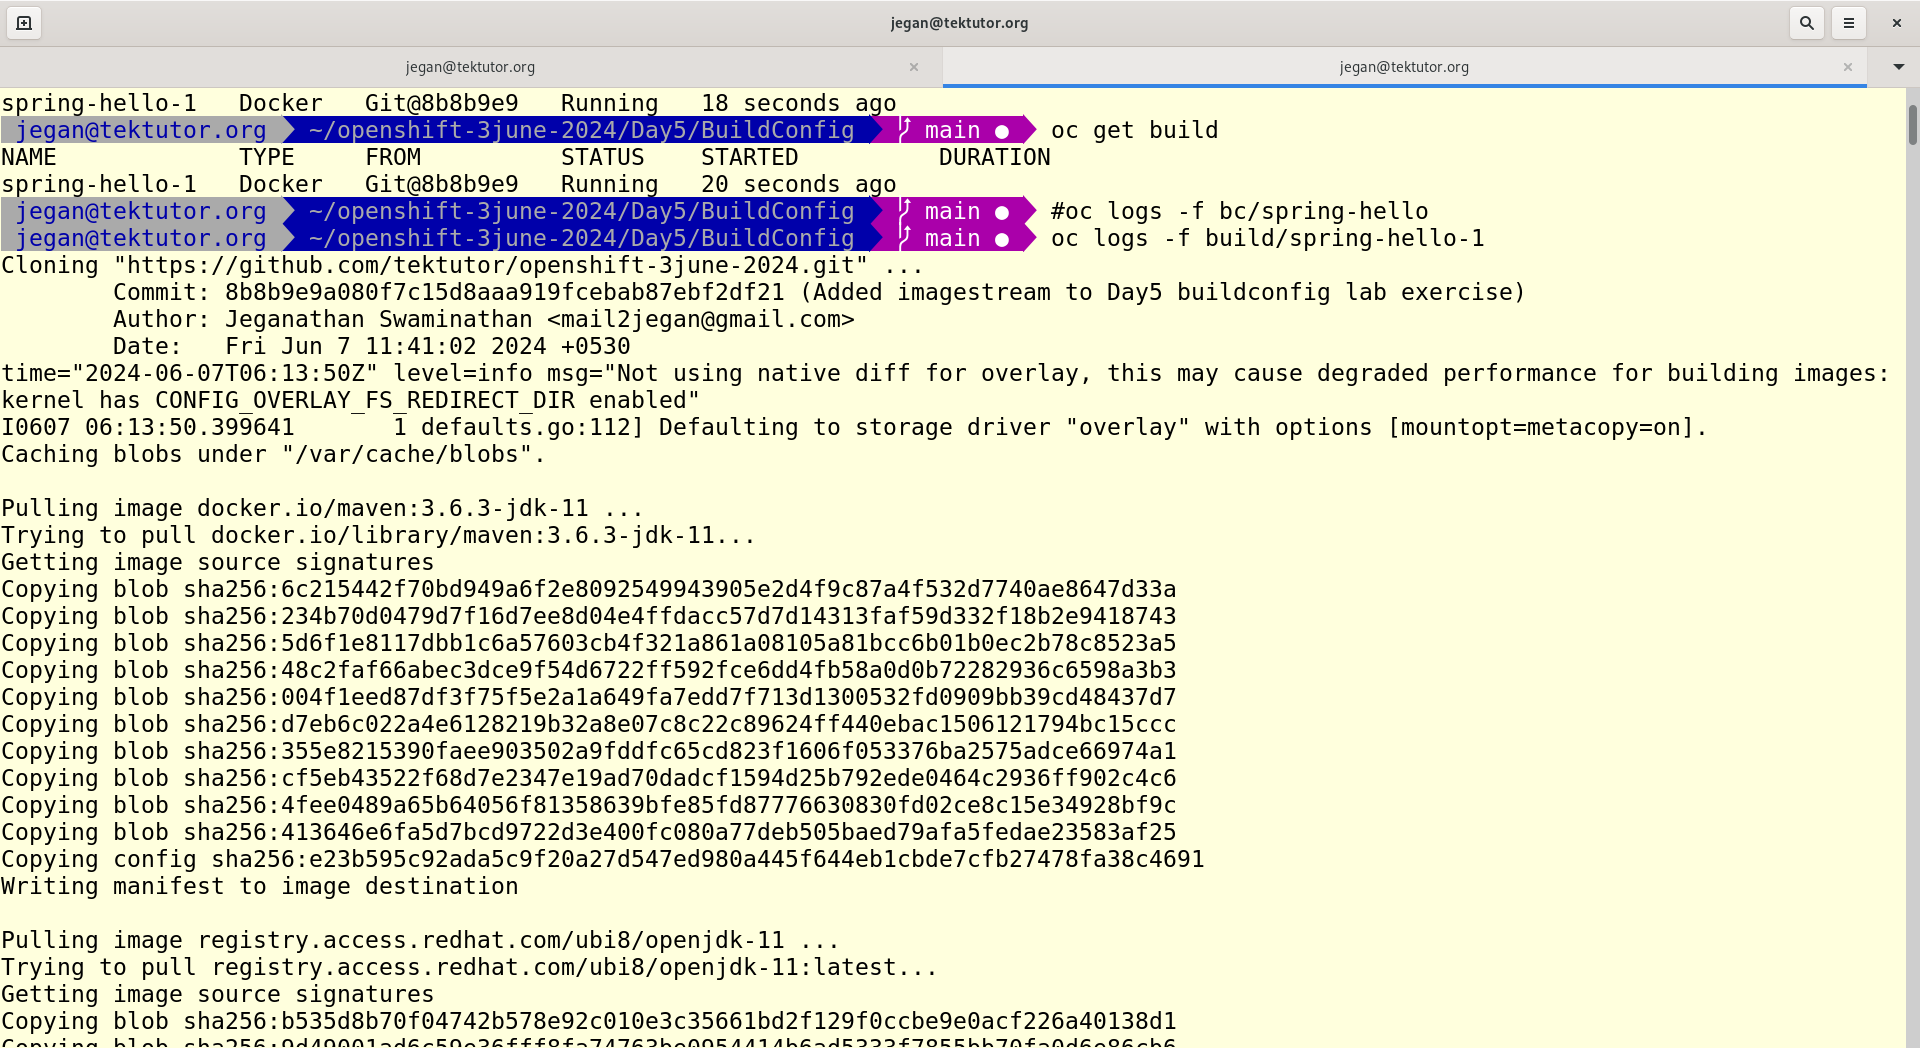 jegan@tektutor.org
jegan@tektutor.org
jegan@tektutor.org
spring-hello-1   Docker   Git@8b8b9e9   Running   18 seconds ago
jegan@tektutor.org ~/openshift-3june-2024/Day5/BuildConfig main ● oc get build
NAME             TYPE     FROM          STATUS    STARTED          DURATION
spring-hello-1   Docker   Git@8b8b9e9   Running   20 seconds ago
jegan@tektutor.org ~/openshift-3june-2024/Day5/BuildConfig main ● #oc logs -f bc/spring-hello
jegan@tektutor.org ~/openshift-3june-2024/Day5/BuildConfig main ● oc logs -f build/spring-hello-1
Cloning "https://github.com/tektutor/openshift-3june-2024.git" ...
        Commit: 8b8b9e9a080f7c15d8aaa919fcebab87ebf2df21 (Added imagestream to Day5 buildconfig lab exercise)
        Author: Jeganathan Swaminathan <mail2jegan@gmail.com>
        Date:   Fri Jun 7 11:41:02 2024 +0530
time="2024-06-07T06:13:50Z" level=info msg="Not using native diff for overlay, this may cause degraded performance for building images:
kernel has CONFIG_OVERLAY_FS_REDIRECT_DIR enabled"
I0607 06:13:50.399641       1 defaults.go:112] Defaulting to storage driver "overlay" with options [mountopt=metacopy=on].
Caching blobs under "/var/cache/blobs".
Pulling image docker.io/maven:3.6.3-jdk-11 ...
Trying to pull docker.io/library/maven:3.6.3-jdk-11...
Getting image source signatures
Copying blob sha256:6c215442f70bd949a6f2e8092549943905e2d4f9c87a4f532d7740ae8647d33a
Copying blob sha256:234b70d0479d7f16d7ee8d04e4ffdacc57d7d14313faf59d332f18b2e9418743
Copying blob sha256:5d6f1e8117dbb1c6a57603cb4f321a861a08105a81bcc6b01b0ec2b78c8523a5
Copying blob sha256:48c2faf66abec3dce9f54d6722ff592fce6dd4fb58a0d0b72282936c6598a3b3
Copying blob sha256:004f1eed87df3f75f5e2a1a649fa7edd7f713d1300532fd0909bb39cd48437d7
Copying blob sha256:d7eb6c022a4e6128219b32a8e07c8c22c89624ff440ebac1506121794bc15ccc
Copying blob sha256:355e8215390faee903502a9fddfc65cd823f1606f053376ba2575adce66974a1
Copying blob sha256:cf5eb43522f68d7e2347e19ad70dadcf1594d25b792ede0464c2936ff902c4c6
Copying blob sha256:4fee0489a65b64056f81358639bfe85fd87776630830fd02ce8c15e34928bf9c
Copying blob sha256:413646e6fa5d7bcd9722d3e400fc080a77deb505baed79afa5fedae23583af25
Copying config sha256:e23b595c92ada5c9f20a27d547ed980a445f644eb1cbde7cfb27478fa38c4691
Writing manifest to image destination
Pulling image registry.access.redhat.com/ubi8/openjdk-11 ...
Trying to pull registry.access.redhat.com/ubi8/openjdk-11:latest...
Getting image source signatures
Copying blob sha256:b535d8b70f04742b578e92c010e3c35661bd2f129f0ccbe9e0acf226a40138d1
Copying blob